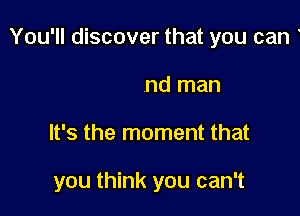 You'll discover that you can '
nd man
It's the moment that
you think you can't